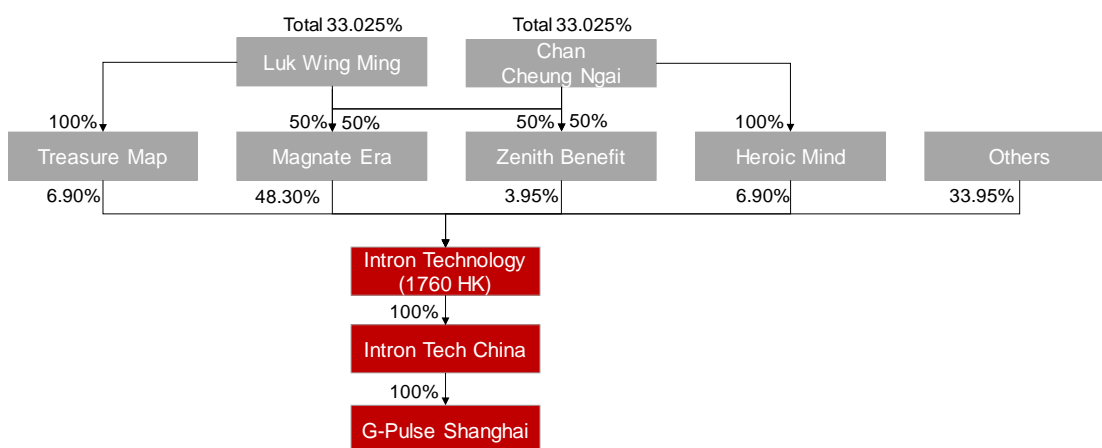 Total 33.025%
Total 33.025%
Luk Wing Ming
Chan
Cheung Ngai
100%
50%
50%
50%
50%
100%
Treasure Map
Magnate Era
Zenith Benefit
Heroic Mind
Others
6.90%
48.30%
3.95%
6.90%
33.95%
Intron Technology
(1760 HK)
100%
Intron Tech China
100%
G-Pulse Shanghai